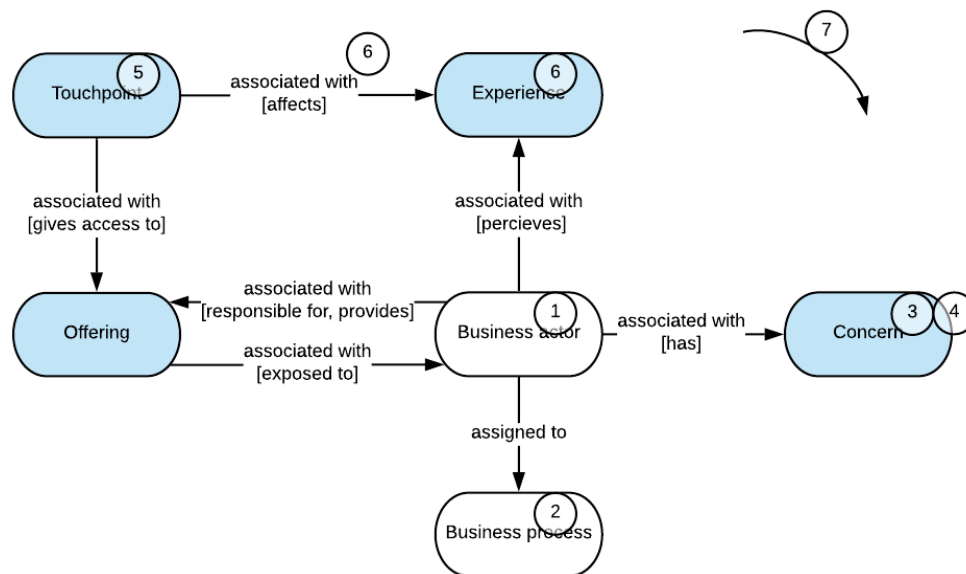 7
6
5
6
Touchpoint
associated with
[affects]
Experience
associated with
[gives access to]
associated with
[percieves]
associated with
[responsible for, provides]
1
3
4
Offering
Business actor
associated with
[has]
Concern
associated with
[exposed to]
assigned to
2
Business process